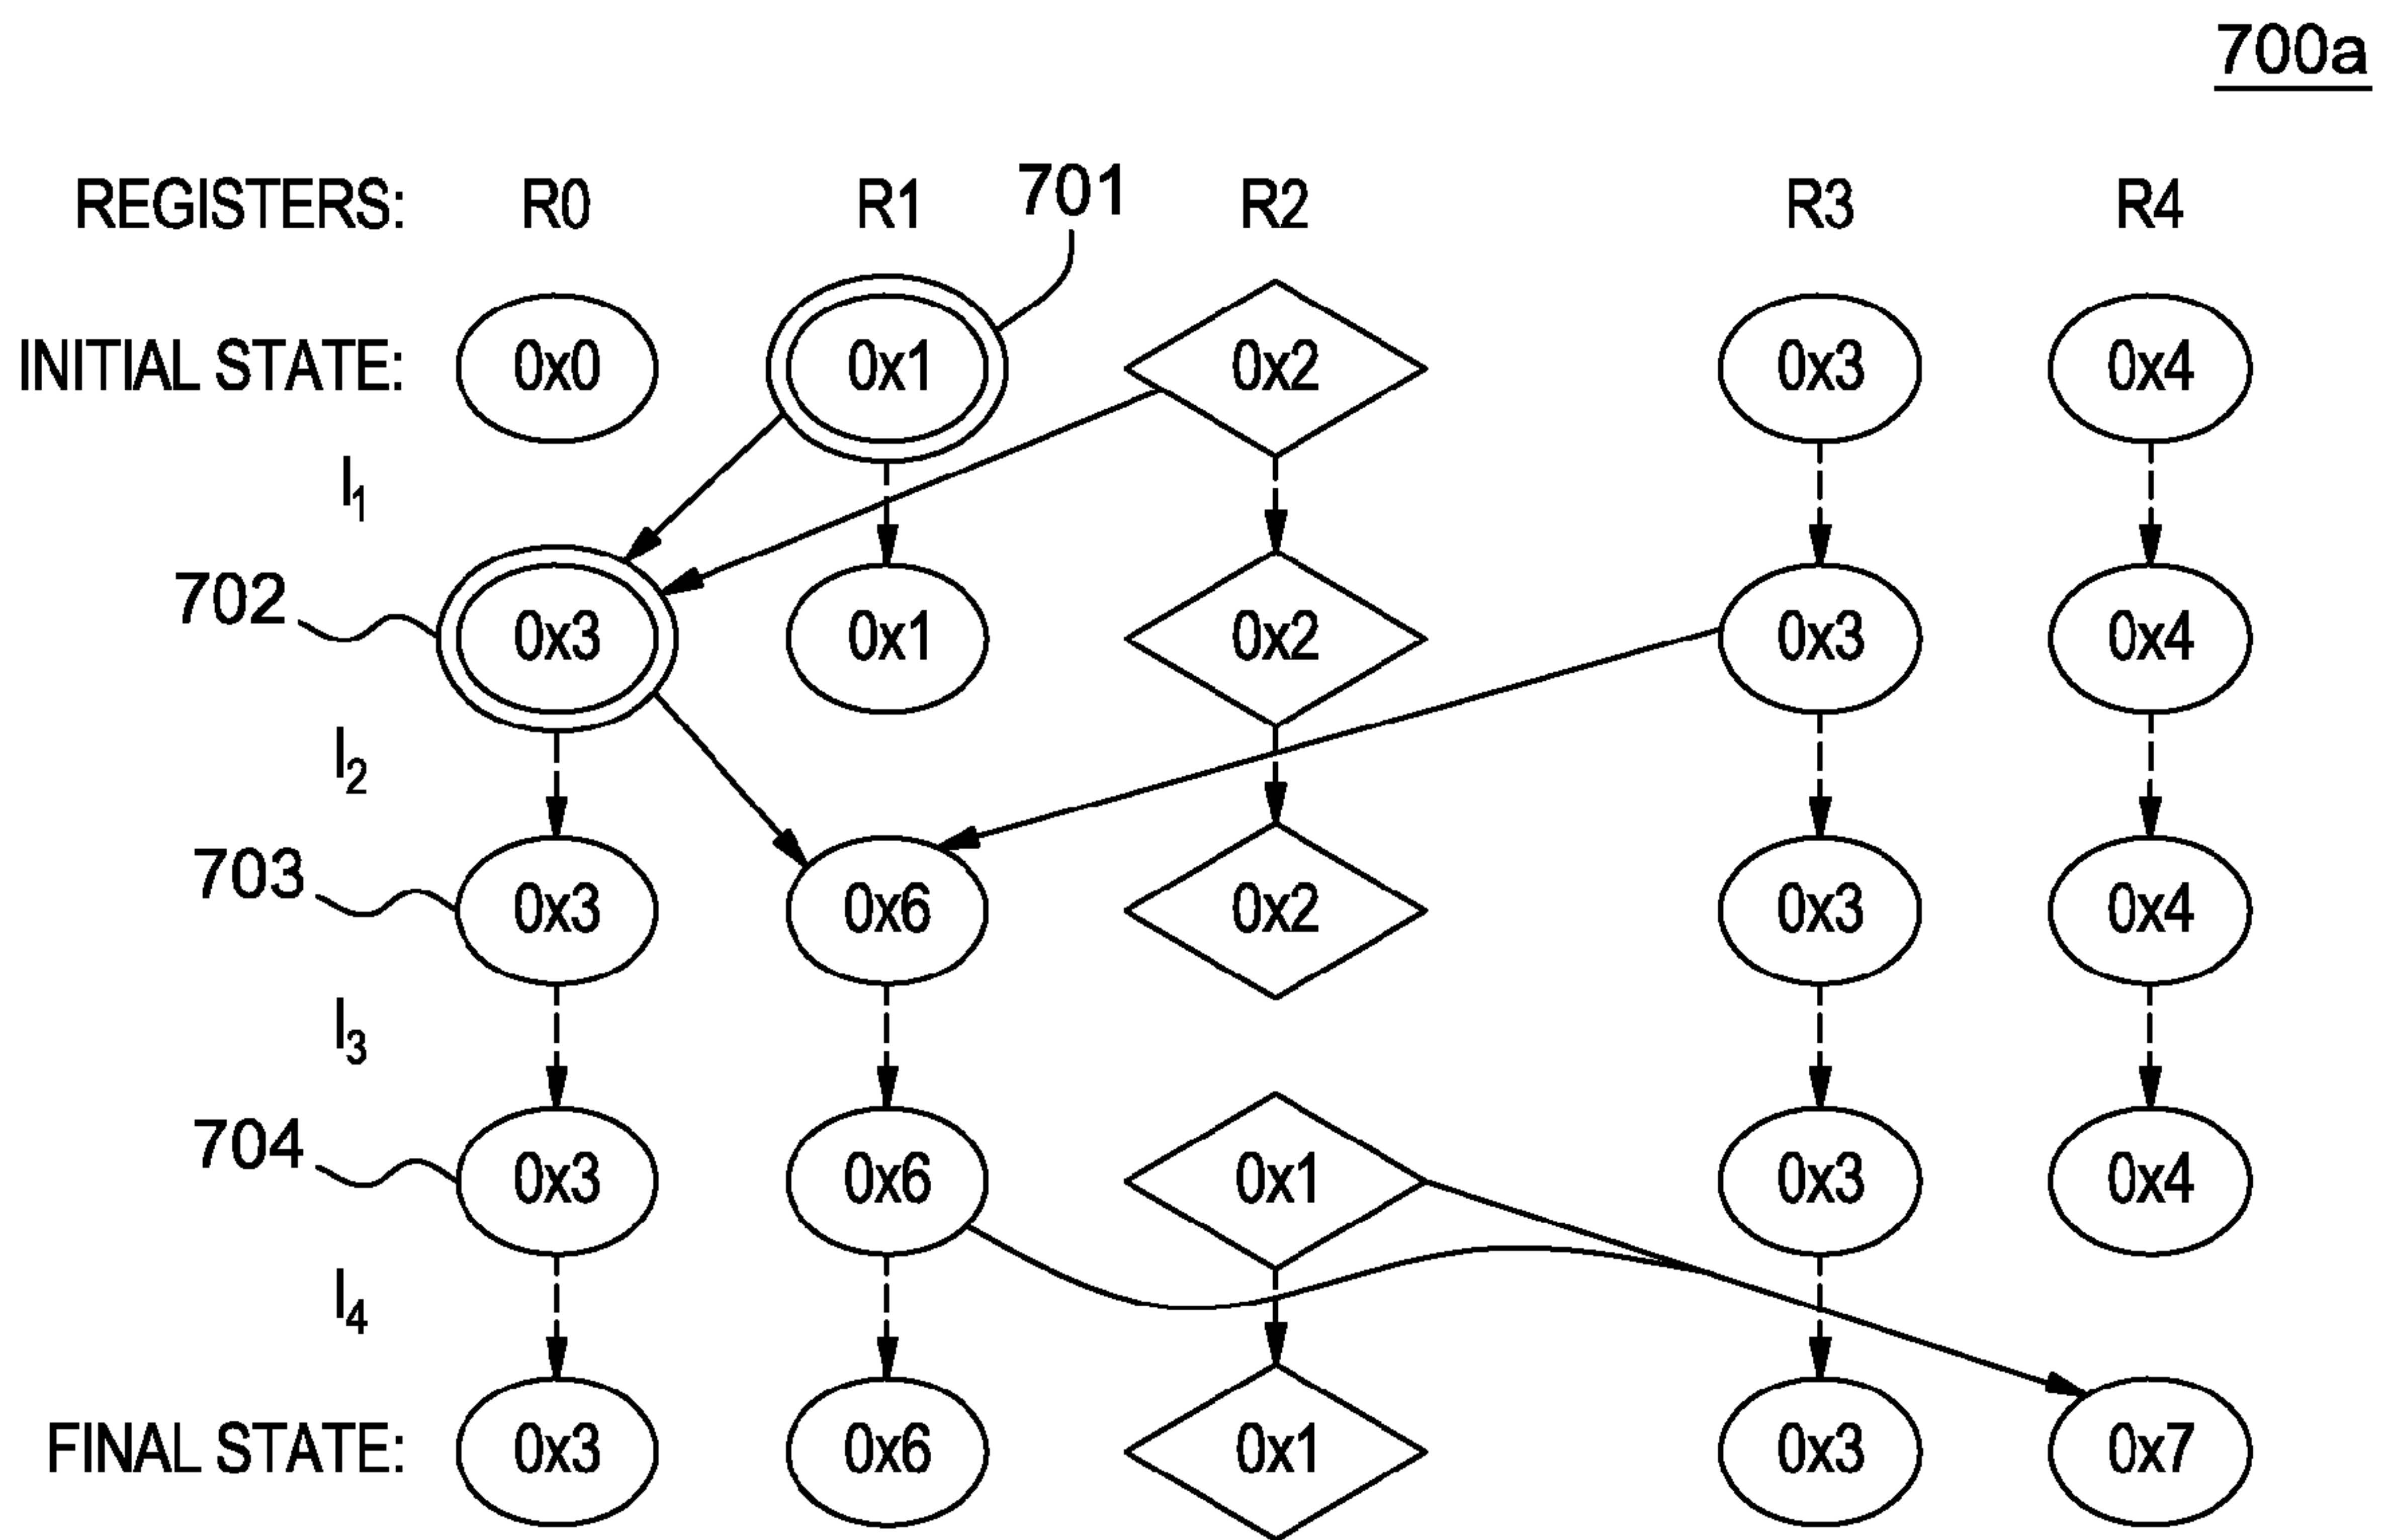 700a
REGISTERS: R0 R1 701 R2 R3 R4
INITIAL STATE: 0x0 0x1 0x2 0x3 0x4
I1
702 0x3 0x1 0x2 0x3 0x4
I2
703 0x3 0x6 0x2 0x3 0x4
I3
704 0x3 0x6 0x1 0x3 0x4
I4
FINAL STATE: 0x3 0x6 0x1 0x3 0x7